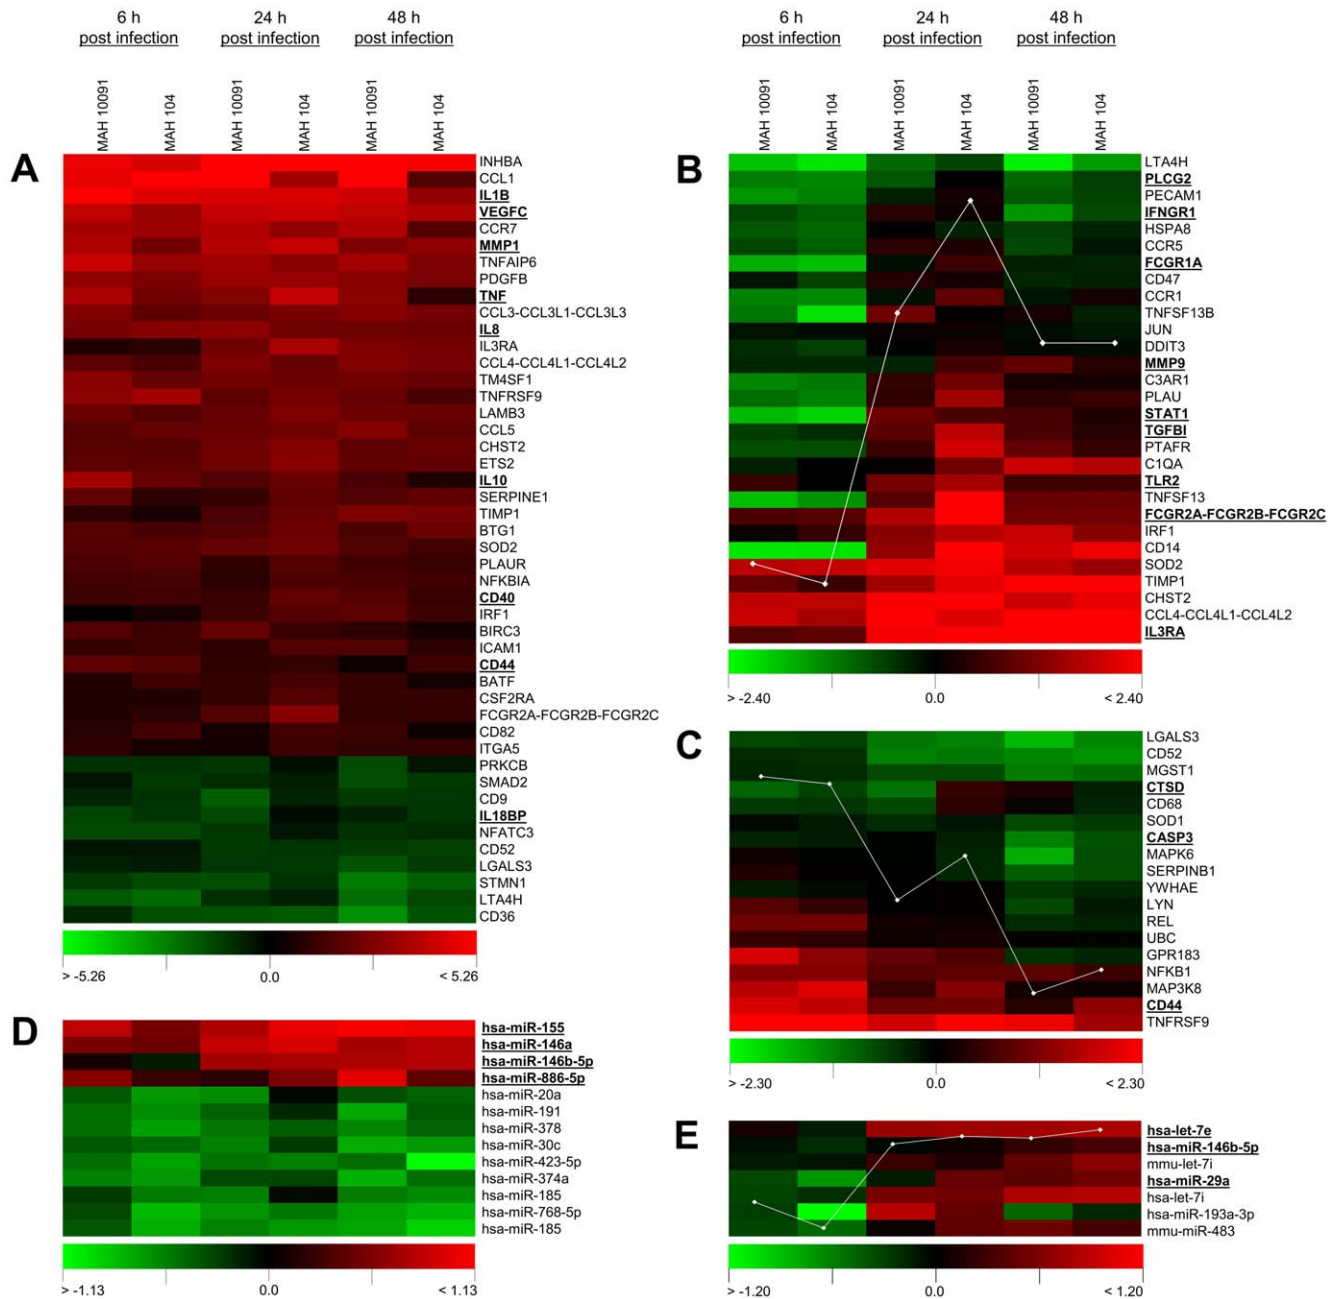 6 h
post infection
24 h
post infection
48 h
post infection
MAH 10091
MAH 104
MAH 10091
MAH 104
MAH 10091
MAH 104
A
INHBA
CCL1
IL1B
VEGFC
CCR7
MMP1
TNFAIP6
PDGFB
TNF
CCL3-CCL3L1-CCL3L3
IL8
IL3RA
CCL4-CCL4L1-CCL4L2
TM4SF1
TNFRSF9
LAMB3
CCL5
CHST2
ETS2
IL10
SERPINE1
TIMP1
BTG1
SOD2
PLAUR
NFKBIA
CD40
IRF1
BIRC3
ICAM1
CD44
BATF
CSF2RA
FCGR2A-FCGR2B-FCGR2C
CD82
ITGA5
PRKCB
SMAD2
CD9
IL18BP
NFATC3
CD52
LGALS3
STMN1
LTA4H
CD36
> -5.26
0.0
< 5.26
6 h
post infection
24 h
post infection
48 h
post infection
MAH 10091
MAH 104
MAH 10091
MAH 104
MAH 10091
MAH 104
B
LTA4H
PLCG2
PECAM1
IFNGR1
HSPA8
CCR5
FCGR1A
CD47
CCR1
TNFSF13B
JUN
DDIT3
MMP9
C3AR1
PLAU
STAT1
TGFBI
PTAFR
C1QA
TLR2
TNFSF13
FCGR2A-FCGR2B-FCGR2C
IRF1
CD14
SOD2
TIMP1
CHST2
CCL4-CCL4L1-CCL4L2
IL3RA
> -2.40
0.0
< 2.40
C
LGALS3
CD52
MGST1
CTSD
CD68
SOD1
CASP3
MAPK6
SERPINB1
YWHAE
LYN
REL
UBC
GPR183
NFKB1
MAP3K8
CD44
TNFRSF9
> -2.30
0.0
< 2.30
D
hsa-miR-155
hsa-miR-146a
hsa-miR-146b-5p
hsa-miR-886-5p
hsa-miR-20a
hsa-miR-191
hsa-miR-378
hsa-miR-30c
hsa-miR-423-5p
hsa-miR-374a
hsa-miR-185
hsa-miR-768-5p
hsa-miR-185
> -1.13
0.0
< 1.13
E
hsa-let-7e
hsa-miR-146b-5p
mmu-let-7i
hsa-miR-29a
hsa-let-7i
hsa-miR-193a-3p
mmu-miR-483
> -1.20
0.0
< 1.20